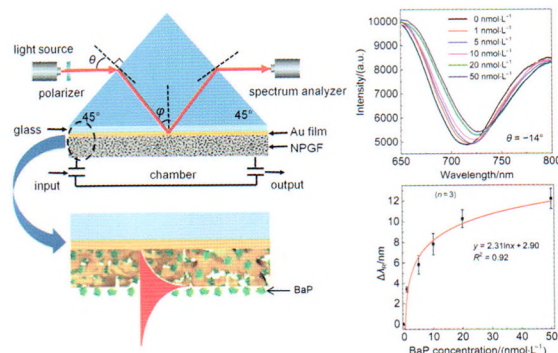 light source
θ
polarizer
spectrum analyzer
45°
φ
45°
glass
Au film
NPGF
input
chamber
output
BaP
10000
9000
8000
7000
6000
5000
Intensity/(a.u.)
0 nmol·L⁻¹
1 nmol·L⁻¹
5 nmol·L⁻¹
10 nmol·L⁻¹
20 nmol·L⁻¹
50 nmol·L⁻¹
θ = −14°
650 700 750 800
Wavelength/nm
14
12
10
8
6
4
2
0
(n=3)
y = 2.31lnx + 2.90
R² = 0.92
0 10 20 30 40 50
BaP concentration/(nmol·L⁻¹)